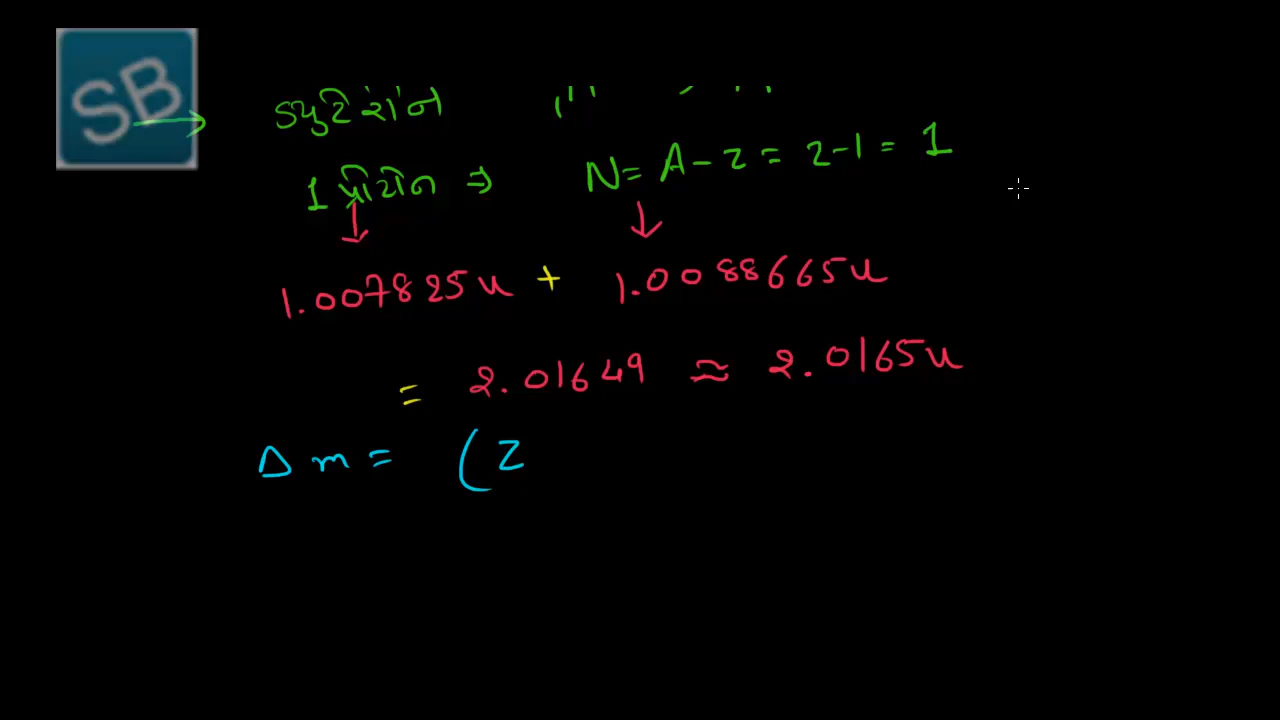 SB
ડ્યુટેરોન
1 પ્રોટોન ⇒ N = A - Z = 2 - 1 = 1
1.007825u + 1.0088665u
= 2.01649 ≈ 2.0165u
Δm = (Z